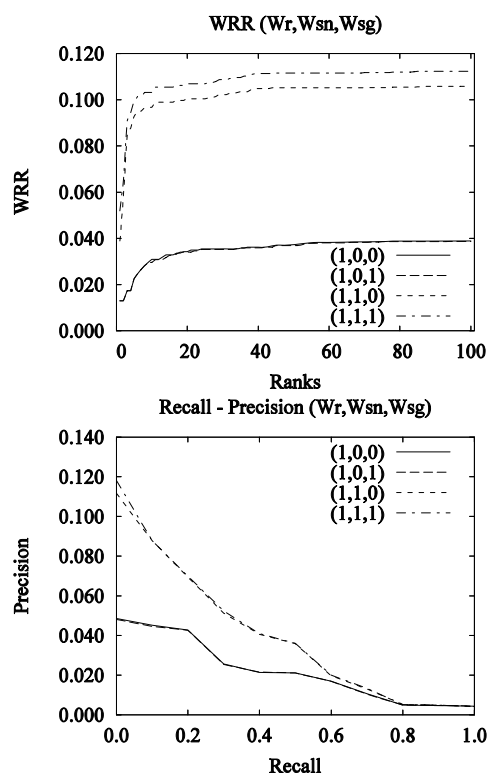 WRR (Wr,Wsn,Wsg)
0.120
0.100
0.080
0.060
0.040
0.020
0.000
WRR
(1,0,0)
(1,0,1)
(1,1,0)
(1,1,1)
0 20 40 60 80 100
Ranks
Recall - Precision (Wr,Wsn,Wsg)
0.140
0.120
0.100
0.080
0.060
0.040
0.020
0.000
Precision
(1,0,0)
(1,0,1)
(1,1,0)
(1,1,1)
0.0 0.2 0.4 0.6 0.8 1.0
Recall